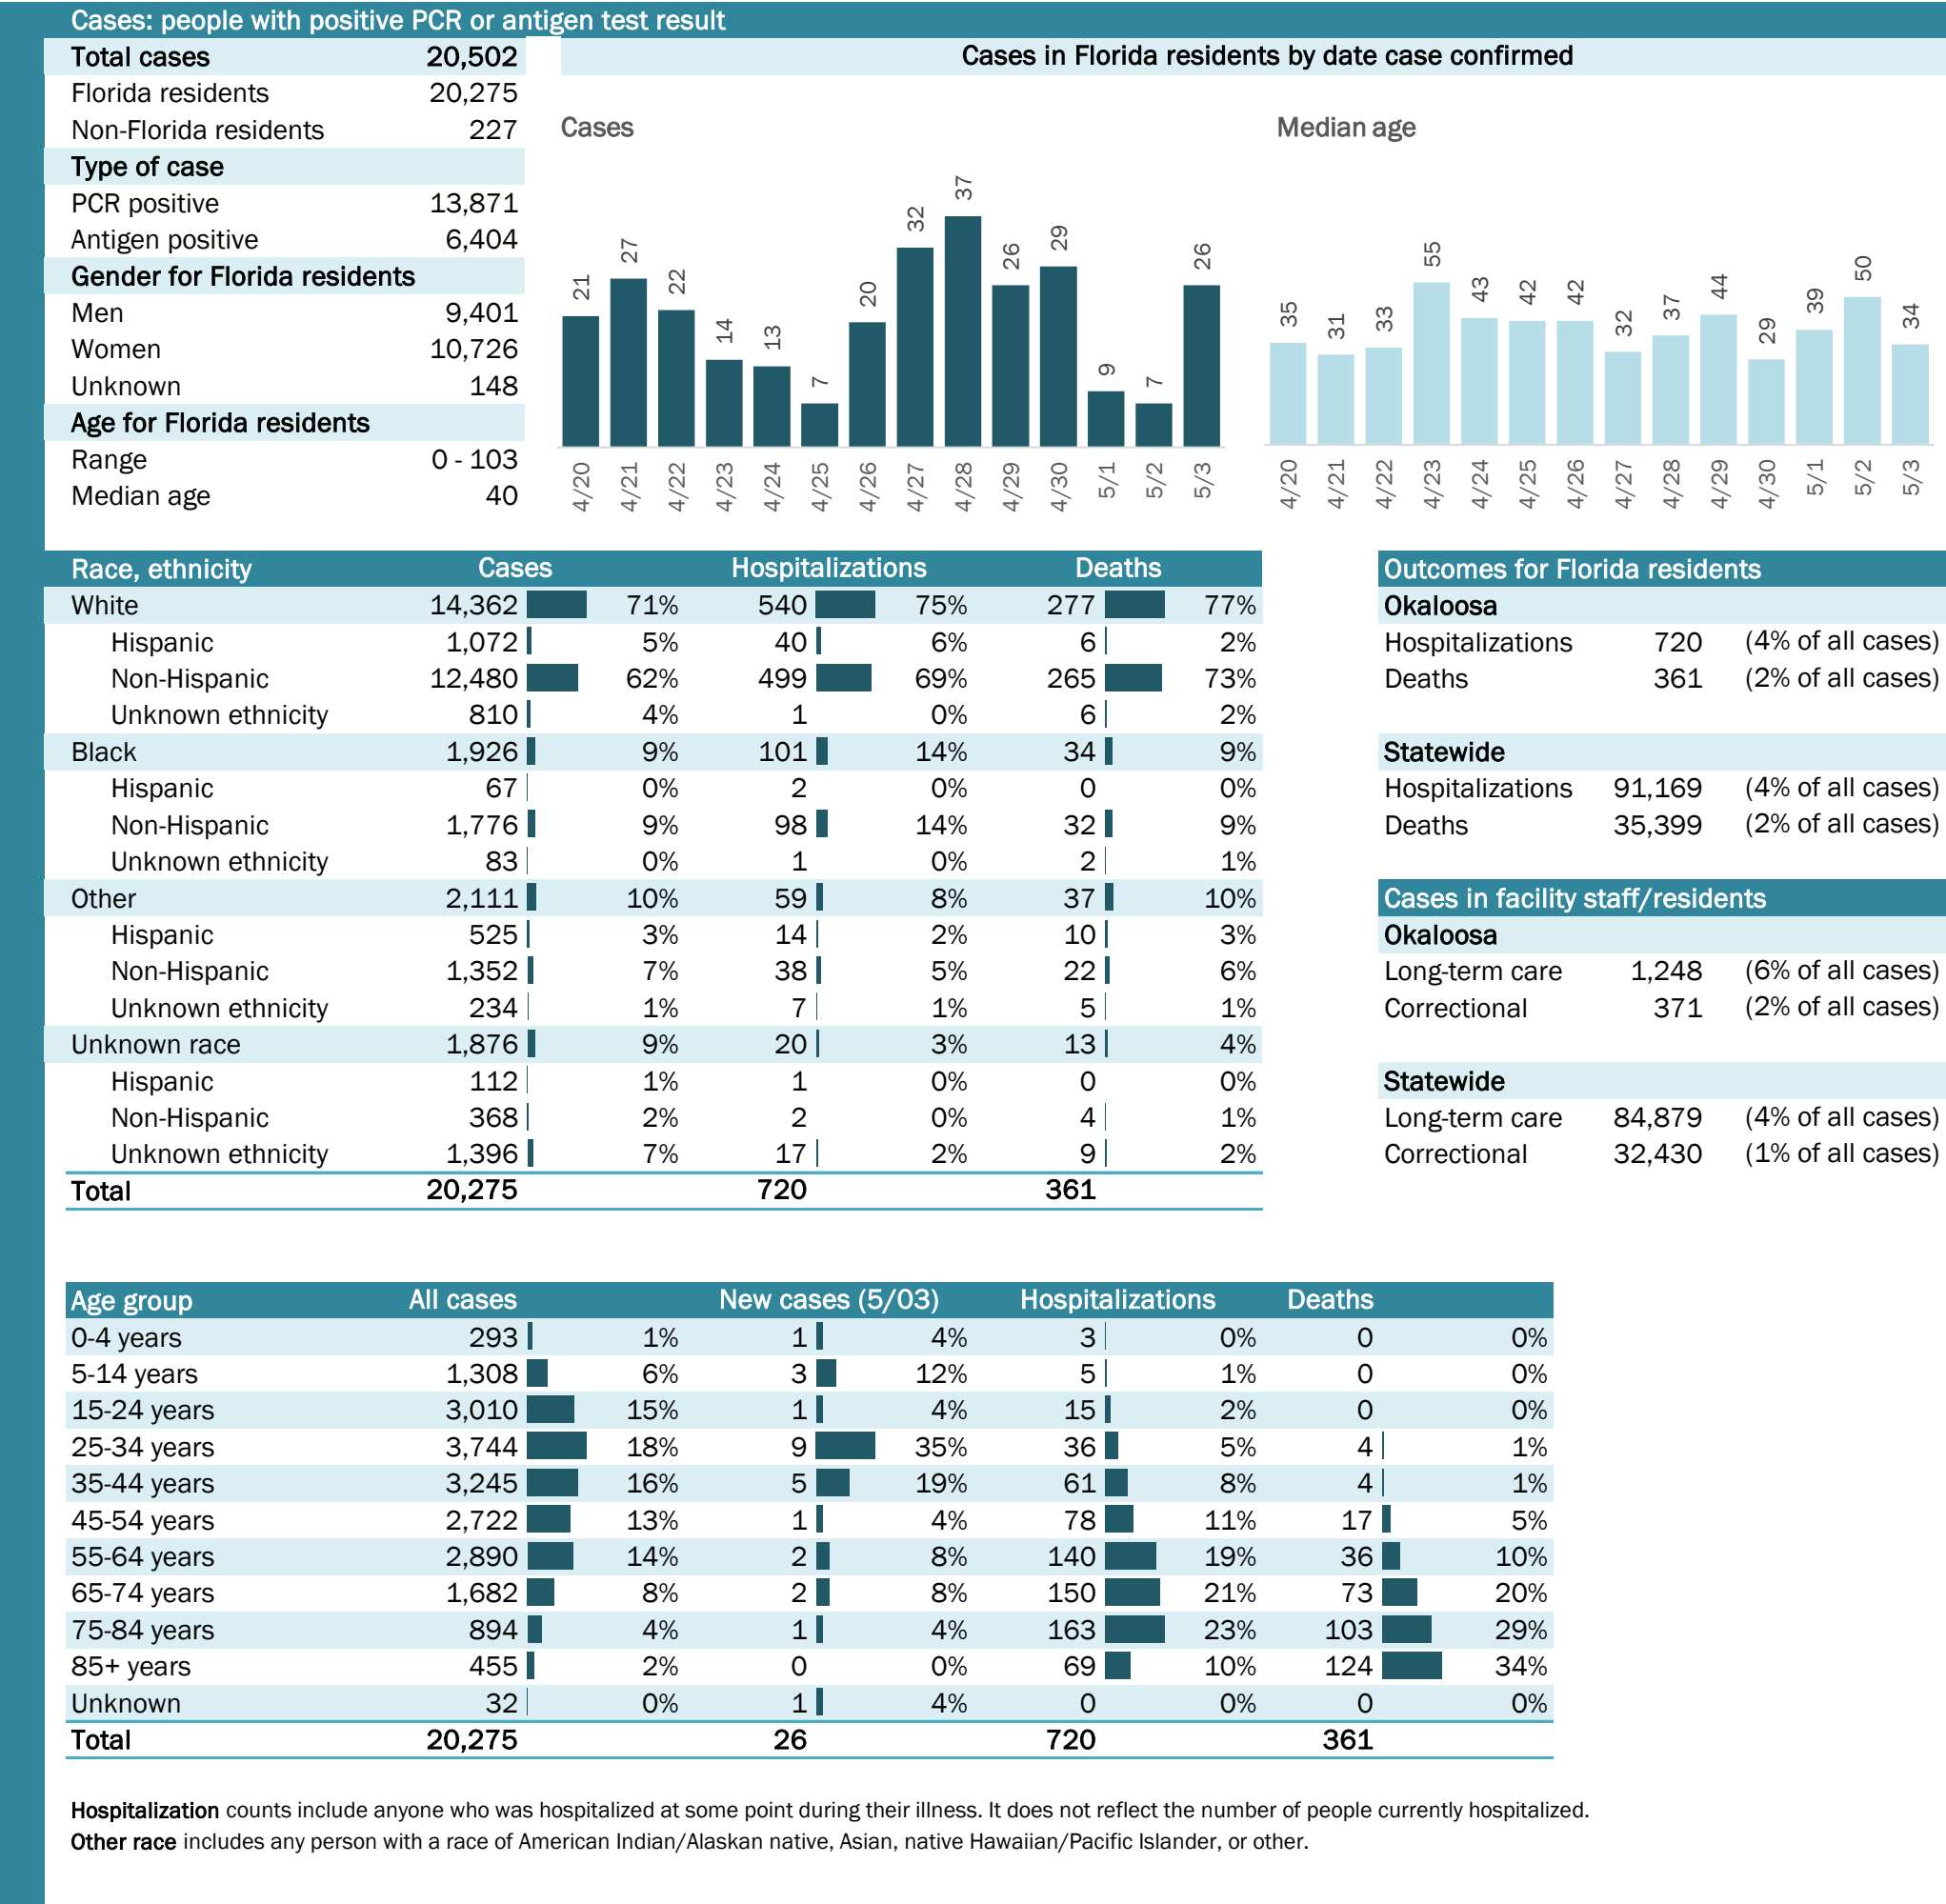 Cases: people with positive PCR or antigen test result
Total cases 20,502
Florida residents 20,275
Non-Florida residents 227
Type of case
PCR positive 13,871
Antigen positive 6,404
Gender for Florida residents
Men 9,401
Women 10,726
Unknown 148
Age for Florida residents
Range 0 - 103
Median age 40
Cases in Florida residents by date case confirmed
Cases
21 27 22 14 13 7 20 32 37 26 29 9 7 26
4/20 4/21 4/22 4/23 4/24 4/25 4/26 4/27 4/28 4/29 4/30 5/1 5/2 5/3
Median age
35 31 33 55 43 42 42 32 37 44 29 39 50 34
4/20 4/21 4/22 4/23 4/24 4/25 4/26 4/27 4/28 4/29 4/30 5/1 5/2 5/3
Race, ethnicity Cases Hospitalizations Deaths
White 14,362 71% 540 75% 277 77%
Hispanic 1,072 5% 40 6% 6 2%
Non-Hispanic 12,480 62% 499 69% 265 73%
Unknown ethnicity 810 4% 1 0% 6 2%
Black 1,926 9% 101 14% 34 9%
Hispanic 67 0% 2 0% 0 0%
Non-Hispanic 1,776 9% 98 14% 32 9%
Unknown ethnicity 83 0% 1 0% 2 1%
Other 2,111 10% 59 8% 37 10%
Hispanic 525 3% 14 2% 10 3%
Non-Hispanic 1,352 7% 38 5% 22 6%
Unknown ethnicity 234 1% 7 1% 5 1%
Unknown race 1,876 9% 20 3% 13 4%
Hispanic 112 1% 1 0% 0 0%
Non-Hispanic 368 2% 2 0% 4 1%
Unknown ethnicity 1,396 7% 17 2% 9 2%
Total 20,275 720 361
Outcomes for Florida residents
Okaloosa
Hospitalizations 720 (4% of all cases)
Deaths 361 (2% of all cases)
Statewide
Hospitalizations 91,169 (4% of all cases)
Deaths 35,399 (2% of all cases)
Cases in facility staff/residents
Okaloosa
Long-term care 1,248 (6% of all cases)
Correctional 371 (2% of all cases)
Statewide
Long-term care 84,879 (4% of all cases)
Correctional 32,430 (1% of all cases)
Age group All cases New cases (5/03) Hospitalizations Deaths
0-4 years 293 1% 1 4% 3 0% 0 0%
5-14 years 1,308 6% 3 12% 5 1% 0 0%
15-24 years 3,010 15% 1 4% 15 2% 0 0%
25-34 years 3,744 18% 9 35% 36 5% 4 1%
35-44 years 3,245 16% 5 19% 61 8% 4 1%
45-54 years 2,722 13% 1 4% 78 11% 17 5%
55-64 years 2,890 14% 2 8% 140 19% 36 10%
65-74 years 1,682 8% 2 8% 150 21% 73 20%
75-84 years 894 4% 1 4% 163 23% 103 29%
85+ years 455 2% 0 0% 69 10% 124 34%
Unknown 32 0% 1 4% 0 0% 0 0%
Total 20,275 26 720 361
Hospitalization counts include anyone who was hospitalized at some point during their illness. It does not reflect the number of people currently hospitalized.
Other race includes any person with a race of American Indian/Alaskan native, Asian, native Hawaiian/Pacific Islander, or other.